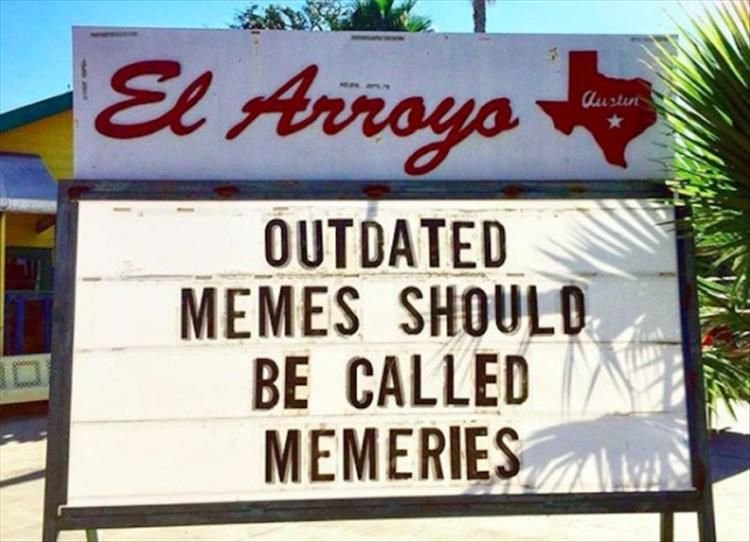 El Arroyo
Austin
OUTDATED
MEMES SHOULD
BE CALLED
MEMERIES